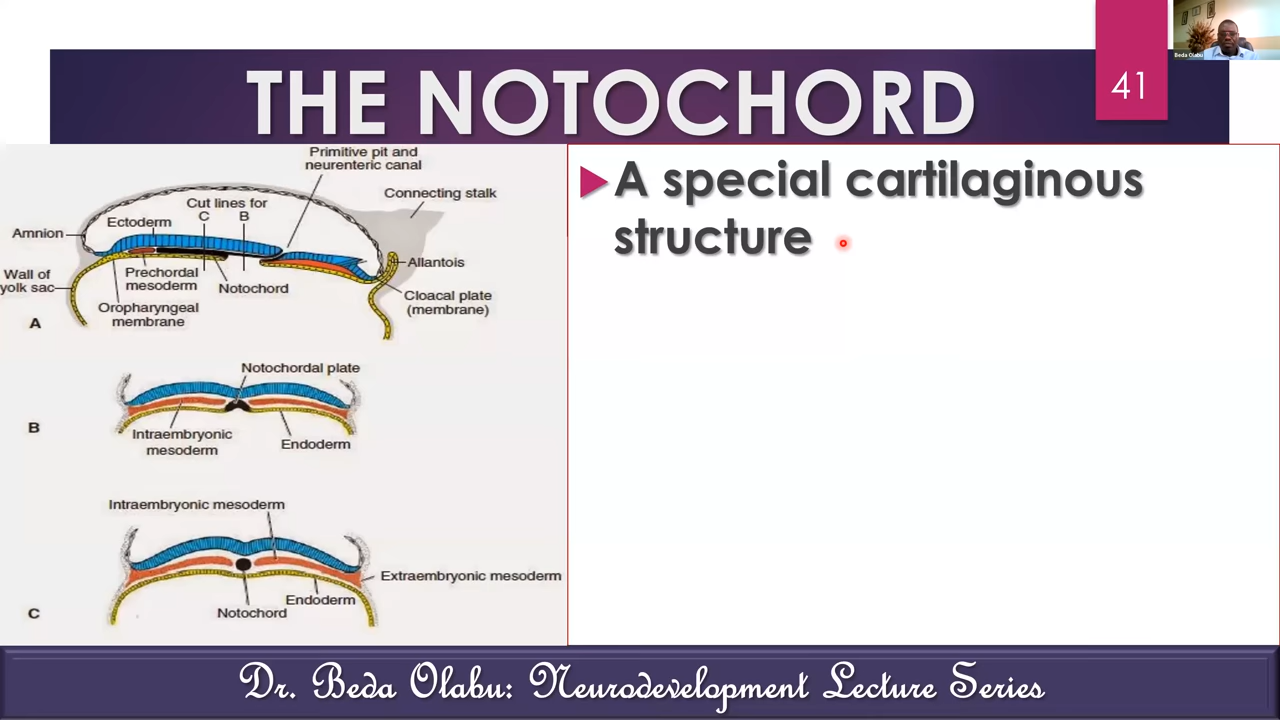 THE NOTOCHORD
41
Beda Olabu
Primitive pit and
neurenteric canal
Connecting stalk
Cut lines for
C B
Ectoderm
Amnion
Allantois
Wall of
yolk sac
Prechordal
mesoderm
Notochord
Cloacal plate
(membrane)
Oropharyngeal
membrane
A
Notochordal plate
B
Intraembryonic
mesoderm
Endoderm
Intraembryonic mesoderm
Extraembryonic mesoderm
Endoderm
Notochord
C
A special cartilaginous
structure
Dr. Beda Olabu: Neurodevelopment Lecture Series